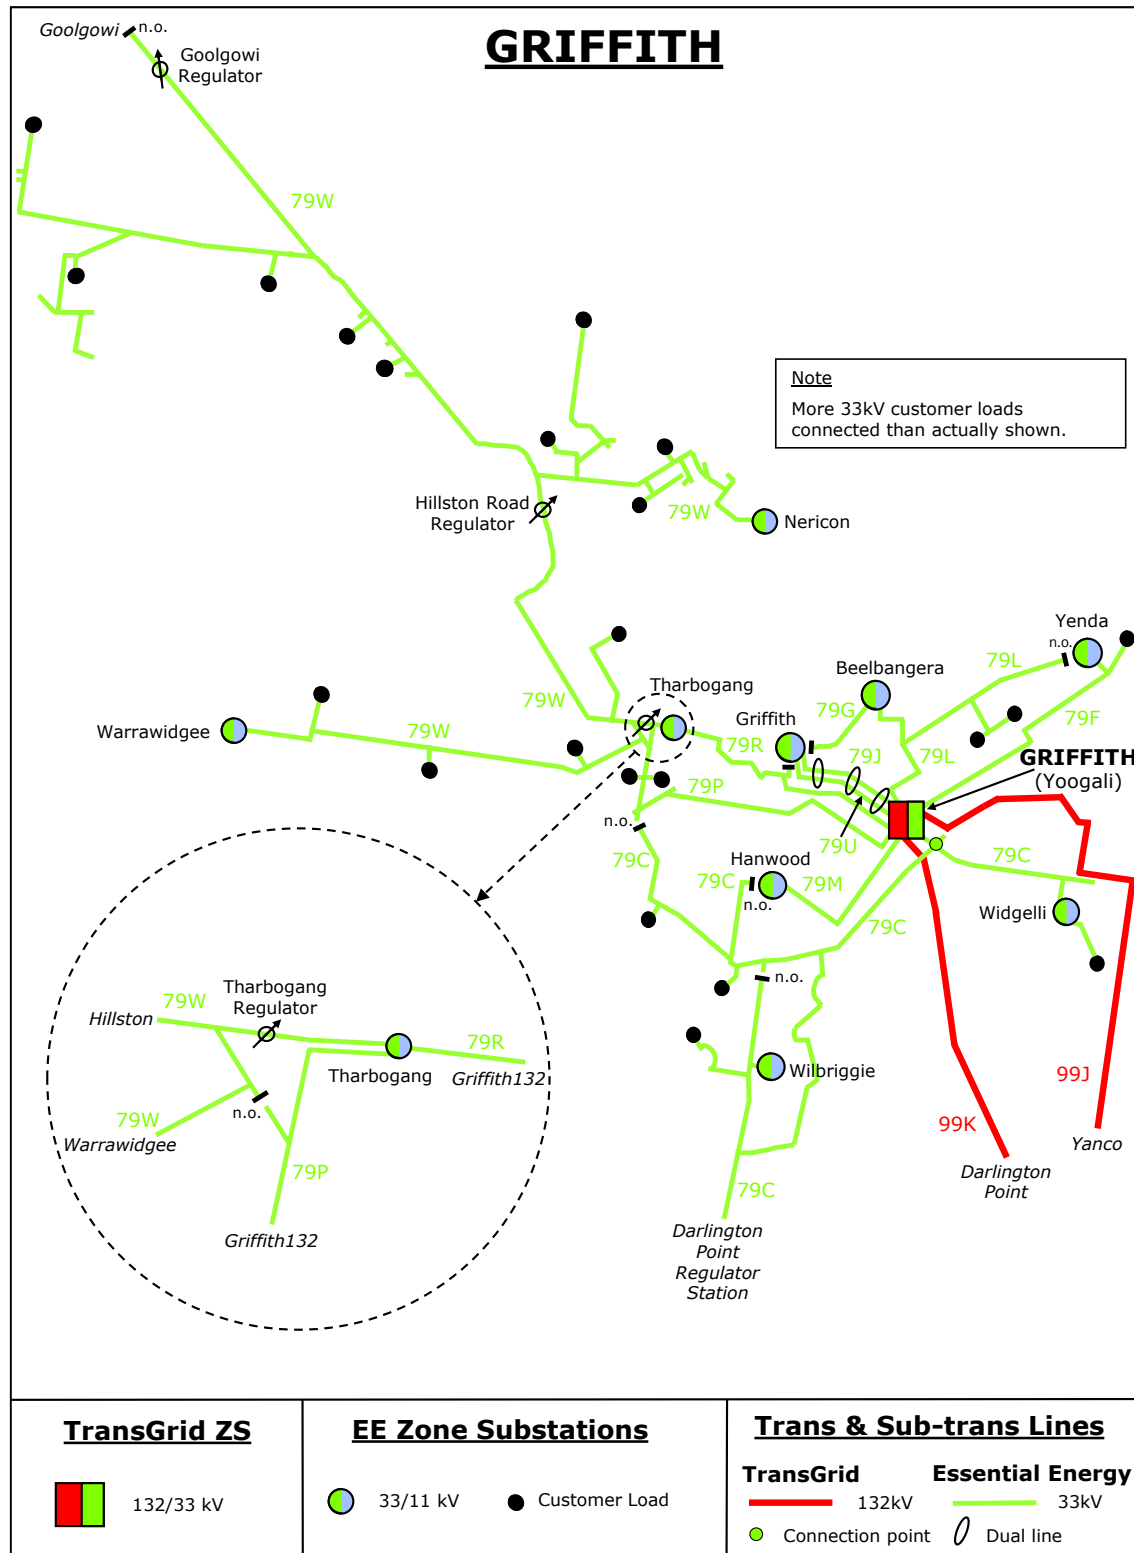 GRIFFITH
Goolgowi
n.o.
Goolgowi
Regulator
79W
Note
More 33kV customer loads
connected than actually shown.
Hillston Road
Regulator
79W
Nericon
Yenda
n.o.
79L
Beelbangera
Tharbogang
79W
79G
Griffith
79F
Warrawidgee
79W
79R
79J
79L
GRIFFITH
(Yoogali)
79P
n.o.
79U
79C
79C
Hanwood
79C
79M
n.o.
79C
Widgelli
n.o.
Tharbogang
Regulator
79W
Hillston
79R
Tharbogang
Griffith132
Wilbriggie
99J
n.o.
79W
Warrawidgee
99K
Yanco
79P
79C
Darlington
Point
Griffith132
Darlington
Point
Regulator
Station
TransGrid ZS
132/33 kV
EE Zone Substations
33/11 kV
Customer Load
Trans & Sub-trans Lines
TransGrid
Essential Energy
132kV
33kV
Connection point
Dual line